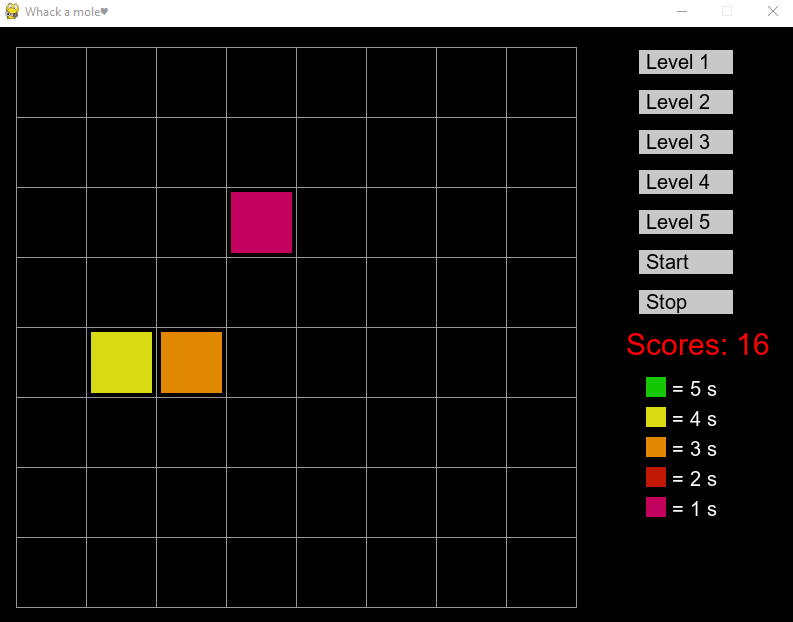 Whack a mole♥
Level 1
Level 2
Level 3
Level 4
Level 5
Start
Stop
Scores: 16
= 5 s
= 4 s
= 3 s
= 2 s
= 1 s